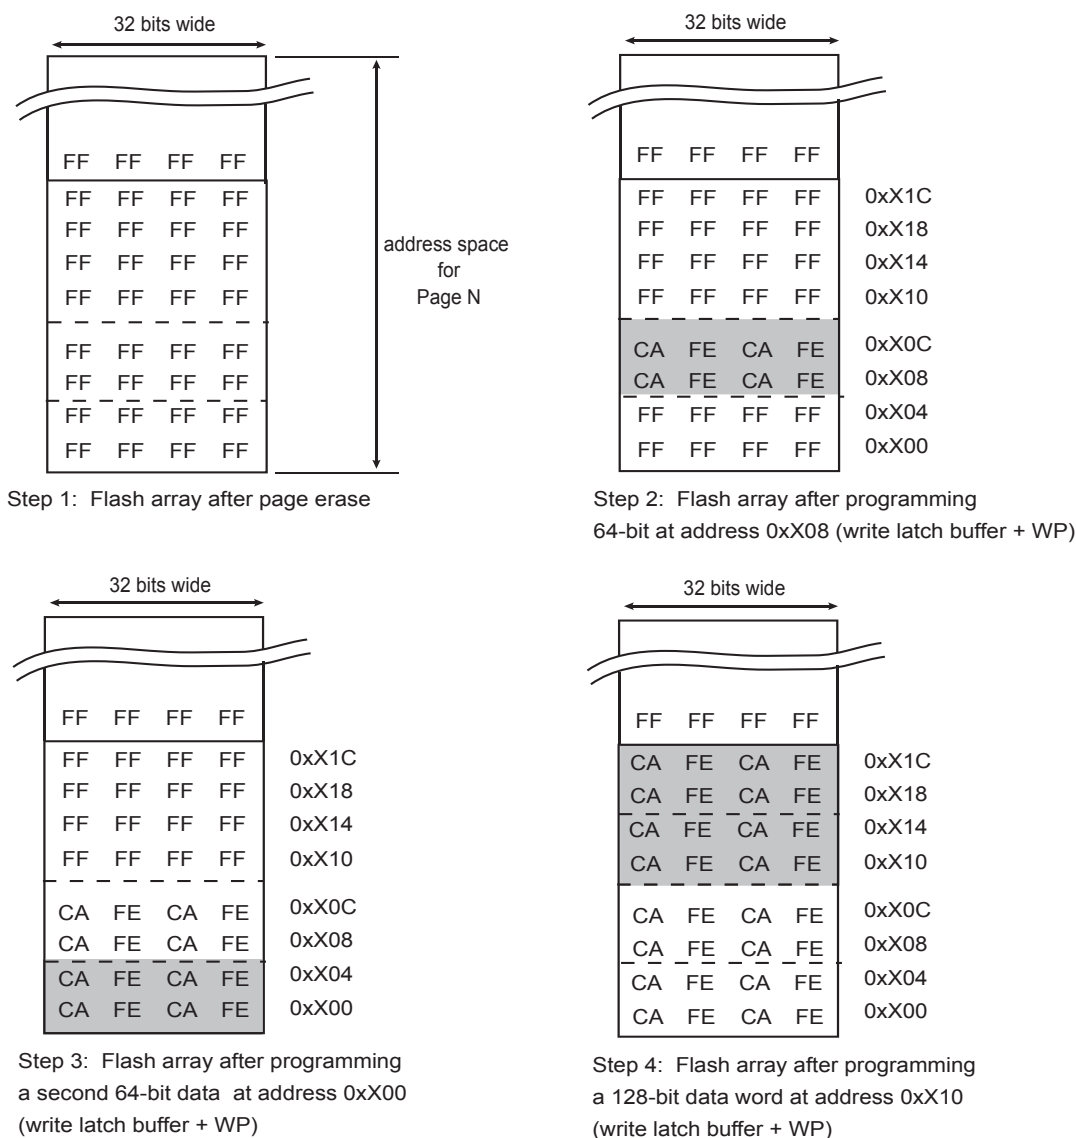 32 bits wide
FF FF FF FF
FF FF FF FF
FF FF FF FF
FF FF FF FF
FF FF FF FF
FF FF FF FF
FF FF FF FF
FF FF FF FF
FF FF FF FF
address space
for
Page N
Step 1: Flash array after page erase
32 bits wide
FF FF FF FF
FF FF FF FF 0xX1C
FF FF FF FF 0xX18
FF FF FF FF 0xX14
FF FF FF FF 0xX10
CA FE CA FE 0xX0C
CA FE CA FE 0xX08
FF FF FF FF 0xX04
FF FF FF FF 0xX00
Step 2: Flash array after programming
64-bit at address 0xX08 (write latch buffer + WP)
32 bits wide
FF FF FF FF
FF FF FF FF 0xX1C
FF FF FF FF 0xX18
FF FF FF FF 0xX14
FF FF FF FF 0xX10
CA FE CA FE 0xX0C
CA FE CA FE 0xX08
CA FE CA FE 0xX04
CA FE CA FE 0xX00
Step 3: Flash array after programming
a second 64-bit data at address 0xX00
(write latch buffer + WP)
32 bits wide
FF FF FF FF
CA FE CA FE 0xX1C
CA FE CA FE 0xX18
CA FE CA FE 0xX14
CA FE CA FE 0xX10
CA FE CA FE 0xX0C
CA FE CA FE 0xX08
CA FE CA FE 0xX04
CA FE CA FE 0xX00
Step 4: Flash array after programming
a 128-bit data word at address 0xX10
(write latch buffer + WP)